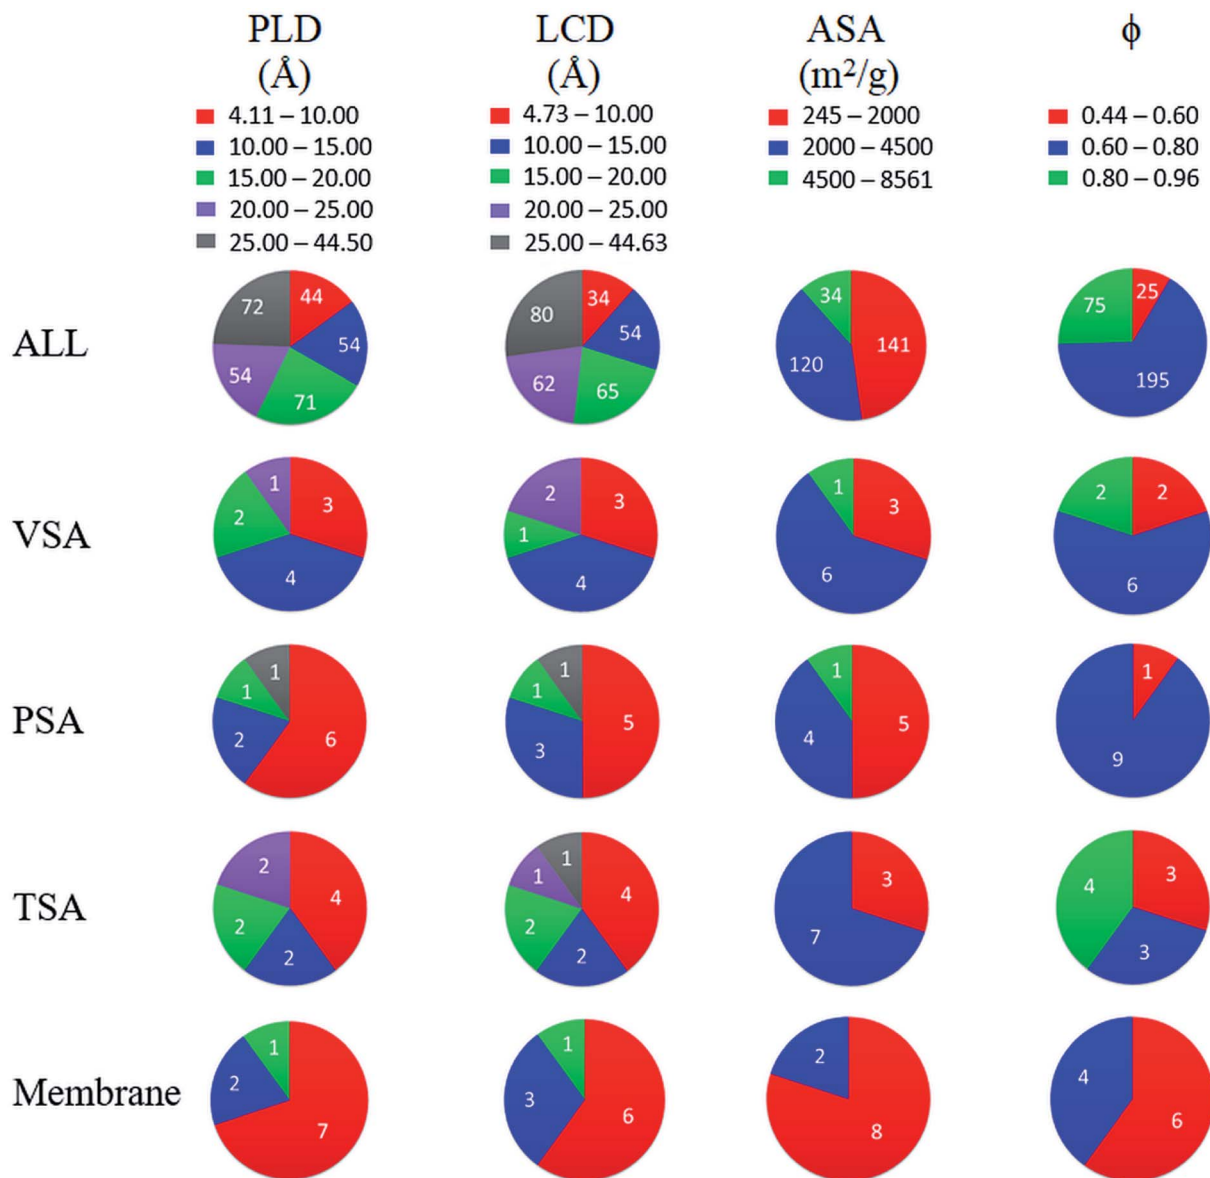 PLD LCD ASA ϕ
(Å) (Å) (m²/g)
4.11 – 10.00 4.73 – 10.00 245 – 2000 0.44 – 0.60
10.00 – 15.00 10.00 – 15.00 2000 – 4500 0.60 – 0.80
15.00 – 20.00 15.00 – 20.00 4500 – 8561 0.80 – 0.96
20.00 – 25.00 20.00 – 25.00
25.00 – 44.50 25.00 – 44.63
ALL
44 54 71 54 72
34 54 65 62 80
141 120 34
25 195 75
VSA
3 4 2 1
3 4 1 2
3 6 1
2 6 2
PSA
6 2 1 1
5 3 1 1
5 4 1
1 9
TSA
4 2 2 2
4 2 2 1 1
3 7
3 3 4
Membrane
7 2 1
6 3 1
8 2
6 4